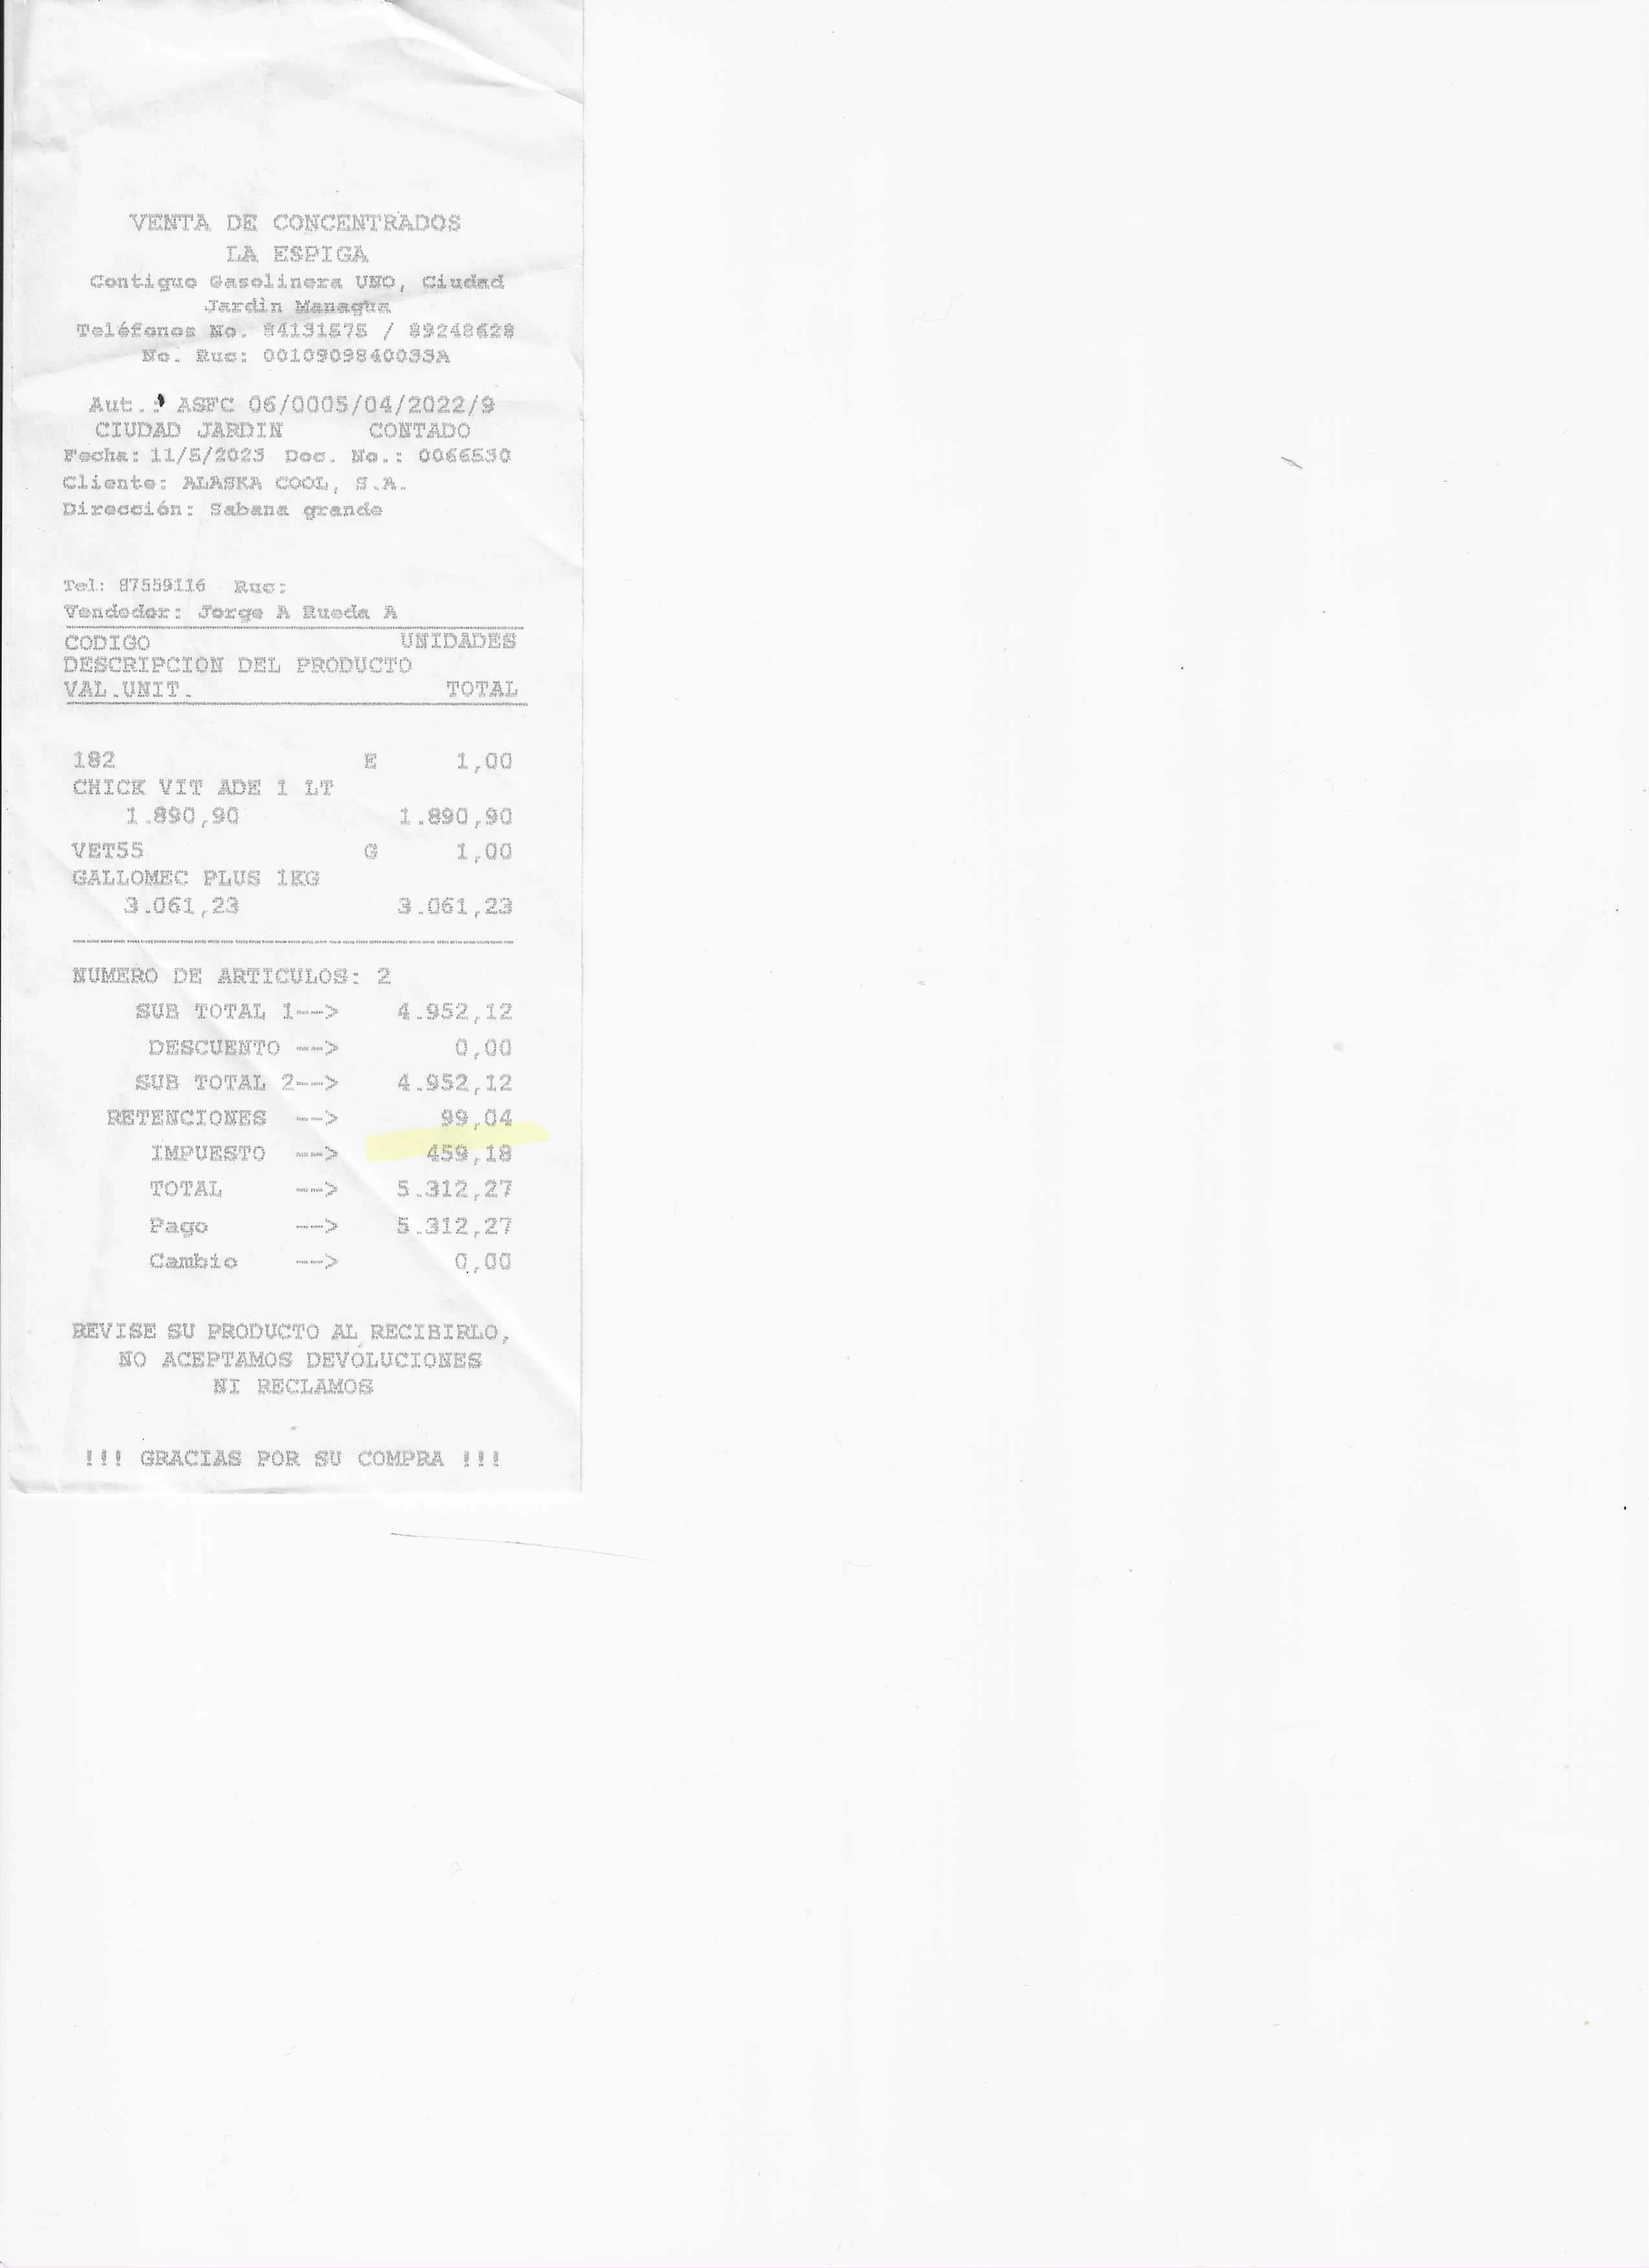 VENTA DE CONCENTRADOS
LA ESPIGA
Contiguo Gasolinera UNO, Ciudad
Jardìn Managua
Teléfonos No. 84131575 / 89248628
No. Ruc: 0010909840033A
Aut.: ASFC 06/0005/04/2022/9
CIUDAD JARDIN CONTADO
Fecha: 11/5/2023 Doc. No.: 0066530
Cliente: ALASKA COOL, S.A.
Dirección: Sabana grande
Tel: 87559116 Ruc:
Vendedor: Jorge A Rueda A
CODIGO UNIDADES
DESCRIPCION DEL PRODUCTO
VAL.UNIT. TOTAL
182 E 1,00
CHICK VIT ADE 1 LT
1.890,90 1.890,90
VET55 G 1,00
GALLOMEC PLUS 1KG
3.061,23 3.061,23
NUMERO DE ARTICULOS: 2
SUB TOTAL 1--> 4.952,12
DESCUENTO --> 0,00
SUB TOTAL 2--> 4.952,12
RETENCIONES --> 99,04
IMPUESTO --> 459,18
TOTAL --> 5.312,27
Pago --> 5.312,27
Cambio --> 0,00
REVISE SU PRODUCTO AL RECIBIRLO,
NO ACEPTAMOS DEVOLUCIONES
NI RECLAMOS
!!! GRACIAS POR SU COMPRA !!!